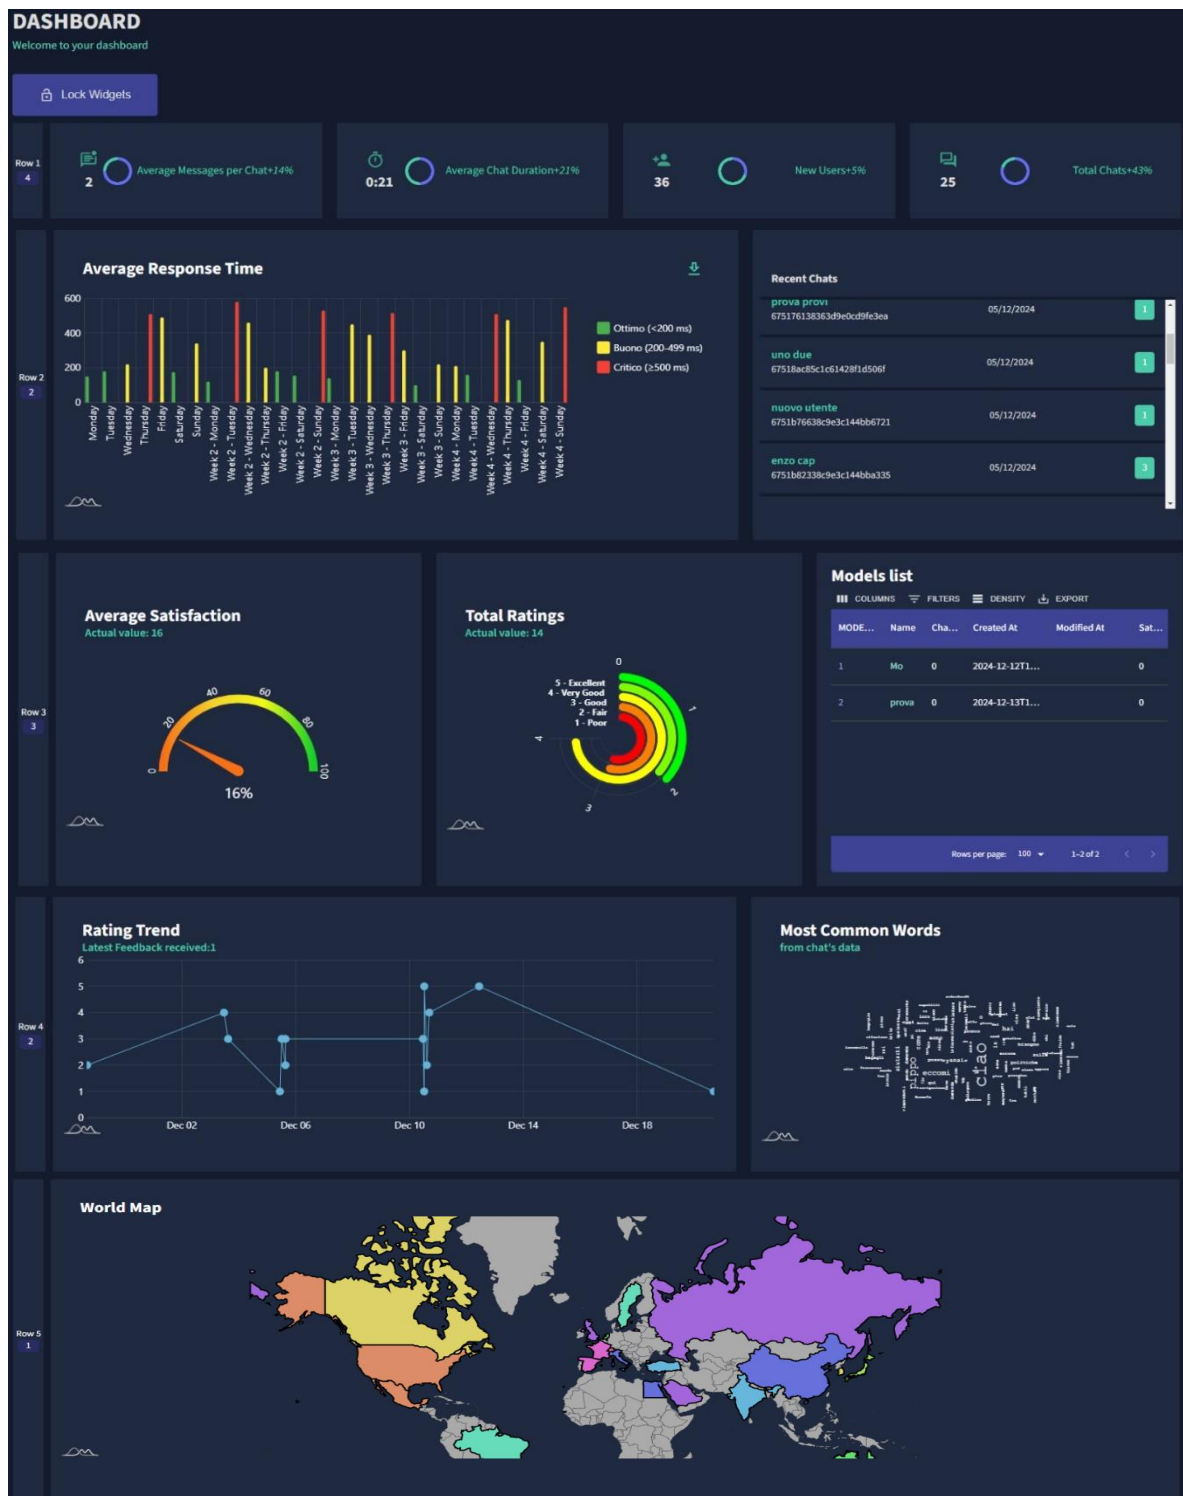 DASHBOARD
Welcome to your dashboard
Lock Widgets
Row 1
4
2
Average Messages per Chat+14%
0:21
Average Chat Duration+21%
36
New Users+5%
25
Total Chats+43%
Row 2
2
Average Response Time
600
400
200
0
Monday
Tuesday
Wednesday
Thursday
Friday
Saturday
Sunday
Week 2 - Monday
Week 2 - Tuesday
Week 2 - Wednesday
Week 2 - Thursday
Week 2 - Friday
Week 2 - Saturday
Week 2 - Sunday
Week 3 - Monday
Week 3 - Tuesday
Week 3 - Wednesday
Week 3 - Thursday
Week 3 - Friday
Week 3 - Saturday
Week 3 - Sunday
Week 4 - Monday
Week 4 - Tuesday
Week 4 - Wednesday
Week 4 - Thursday
Week 4 - Friday
Week 4 - Saturday
Week 4 - Sunday
Ottimo (<200 ms)
Buono (200-499 ms)
Critico (≥500 ms)
Recent Chats
prova provi
675176138363d9e0cd9fe3ea
05/12/2024
1
uno due
67518ac85c1c61428f1d506f
05/12/2024
1
nuovo utente
6751b76638c9e3c144bb6721
05/12/2024
1
enzo cap
6751b82338c9e3c144bba335
05/12/2024
3
Row 3
3
Average Satisfaction
Actual value: 16
0
20
40
60
80
100
16%
Total Ratings
Actual value: 14
0
1
2
3
4
5 - Excellent
4 - Very Good
3 - Good
2 - Fair
1 - Poor
Models list
COLUMNS FILTERS DENSITY EXPORT
MODE... Name Cha... Created At Modified At Sat...
1 Mo 0 2024-12-12T1... 0
2 prova 0 2024-12-13T1... 0
Rows per page: 100 1–2 of 2
Row 4
2
Rating Trend
Latest Feedback received:1
6
5
4
3
2
1
0
Dec 02 Dec 06 Dec 10 Dec 14 Dec 18
Most Common Words
from chat's data
ciao
pippo
eccomi
hai
Row 5
1
World Map